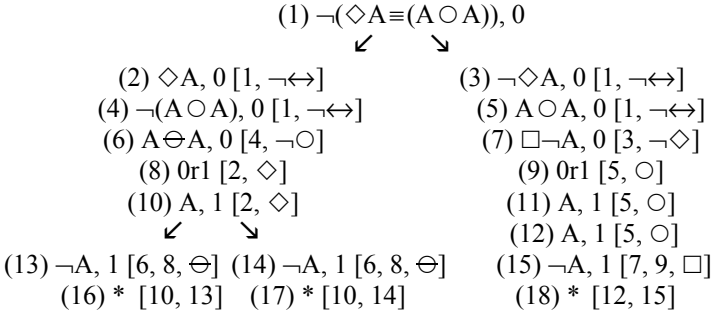 (1) ¬(◇A≡(A○A)), 0
↙ ↘
(2) ◇A, 0 [1, ¬↔] (3) ¬◇A, 0 [1, ¬↔]
(4) ¬(A○A), 0 [1, ¬↔] (5) A○A, 0 [1, ¬↔]
(6) A⊖A, 0 [4, ¬○] (7) □¬A, 0 [3, ¬◇]
(8) 0r1 [2, ◇] (9) 0r1 [5, ○]
(10) A, 1 [2, ◇] (11) A, 1 [5, ○]
↙ ↘ (12) A, 1 [5, ○]
(13) ¬A, 1 [6, 8, ⊖] (14) ¬A, 1 [6, 8, ⊖] (15) ¬A, 1 [7, 9, □]
(16) * [10, 13] (17) * [10, 14] (18) * [12, 15]